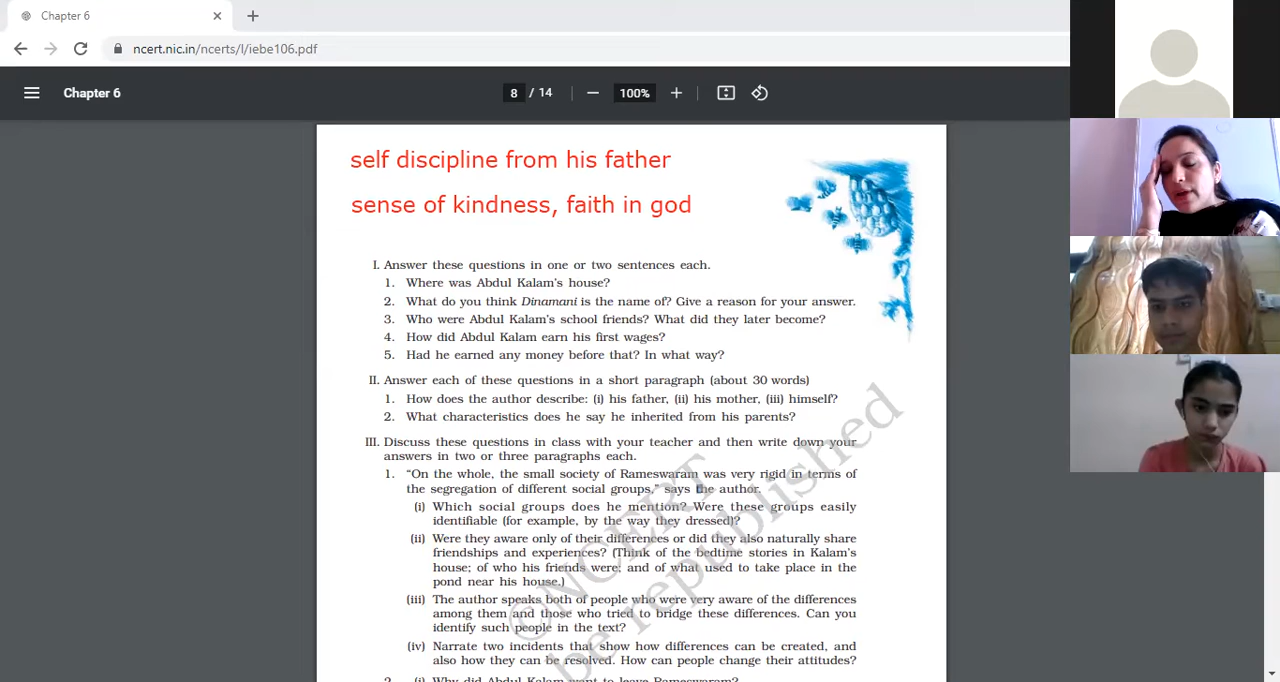 Chapter 6
ncert.nic.in/ncerts/l/iebe106.pdf
Chapter 6
8 / 14
100%
self discipline from his father
sense of kindness, faith in god
I. Answer these questions in one or two sentences each.
1. Where was Abdul Kalam's house?
2. What do you think Dinamani is the name of? Give a reason for your answer.
3. Who were Abdul Kalam's school friends? What did they later become?
4. How did Abdul Kalam earn his first wages?
5. Had he earned any money before that? In what way?
II. Answer each of these questions in a short paragraph (about 30 words)
1. How does the author describe: (i) his father, (ii) his mother, (iii) himself?
2. What characteristics does he say he inherited from his parents?
III. Discuss these questions in class with your teacher and then write down your
answers in two or three paragraphs each.
1. “On the whole, the small society of Rameswaram was very rigid in terms of
the segregation of different social groups,” says the author.
(i) Which social groups does he mention? Were these groups easily
identifiable (for example, by the way they dressed)?
(ii) Were they aware only of their differences or did they also naturally share
friendships and experiences? (Think of the bedtime stories in Kalam's
house; of who his friends were; and of what used to take place in the
pond near his house.)
(iii) The author speaks both of people who were very aware of the differences
among them and those who tried to bridge these differences. Can you
identify such people in the text?
(iv) Narrate two incidents that show how differences can be created, and
also how they can be resolved. How can people change their attitudes?
2. (i) Why did Abdul Kalam want to leave Rameswaram?
©NCERT
be republished